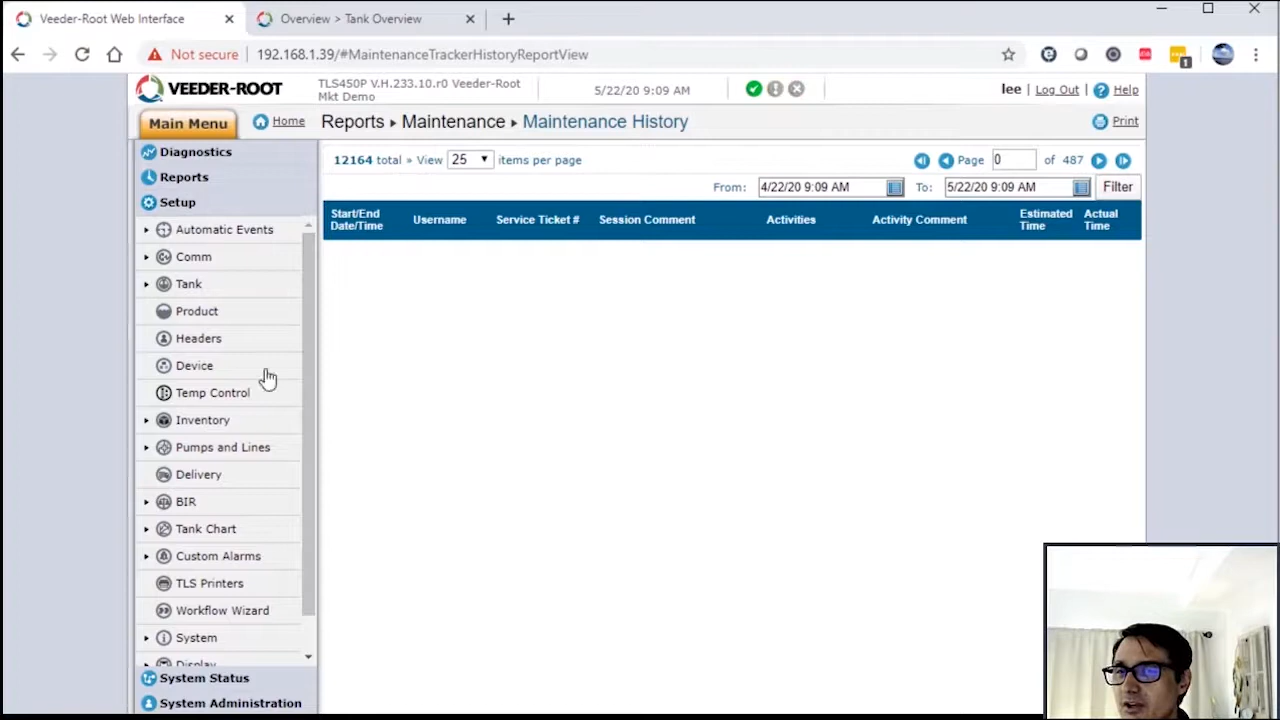 Veeder-Root Web Interface
Overview > Tank Overview
Not secure
192.168.1.39/#MaintenanceTrackerHistoryReportView
1
VEEDER-ROOT
TLS450P V.H.233.10.r0 Veeder-Root
Mkt Demo
5/22/20 9:09 AM
lee | Log Out | Help
Main Menu
Home
Reports ▸ Maintenance ▸ Maintenance History
Print
Diagnostics
Reports
Setup
Automatic Events
Comm
Tank
Product
Headers
Device
Temp Control
Inventory
Pumps and Lines
Delivery
BIR
Tank Chart
Custom Alarms
TLS Printers
Workflow Wizard
System
Display
System Status
System Administration
12164 total » View 25 items per page
Page 0 of 487
From: 4/22/20 9:09 AM To: 5/22/20 9:09 AM Filter
Start/End
Date/Time
Username
Service Ticket #
Session Comment
Activities
Activity Comment
Estimated
Time
Actual
Time